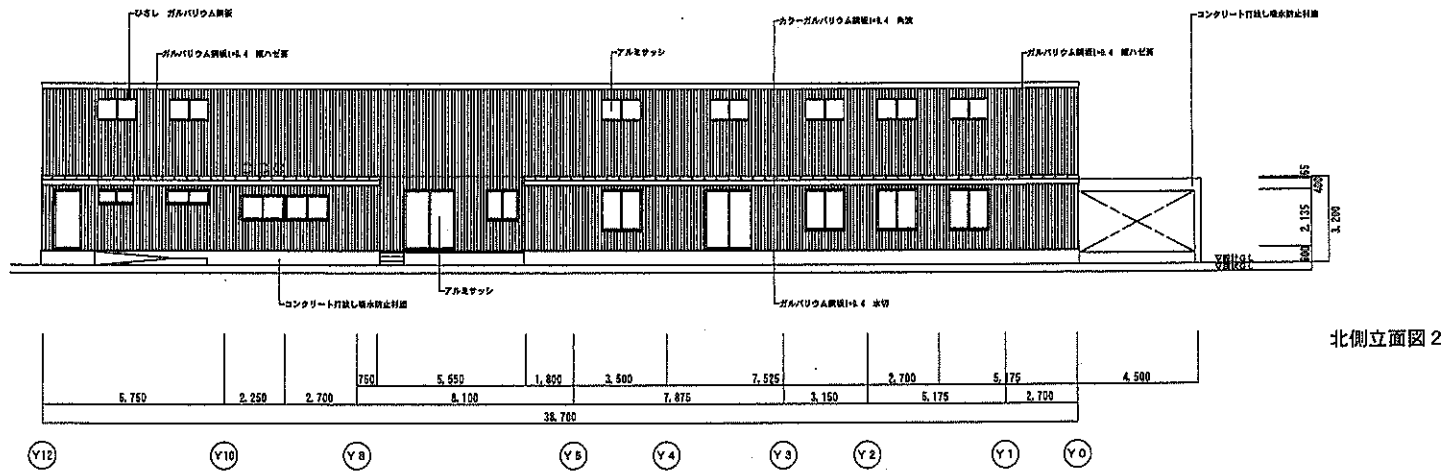 ひさし ガルバリウム鋼板
カラーガルバリウム鋼板t=0.4 角波
コンクリート打放し吸水防止材塗
ガルバリウム鋼板t=0.4 縦ハゼ葺
アルミサッシ
ガルバリウム鋼板t=0.4 縦ハゼ葺
400
2,135
3,200
600
コンクリート打放し吸水防止材塗
アルミサッシ
ガルバリウム鋼板t=0.4 水切
北側立面図2
750
5,550
1,800
3,500
7,525
2,700
5,175
4,500
2,250
2,700
8,100
7,875
3,150
5,175
2,700
Y12
Y10
Y8
Y5
Y4
Y3
Y2
Y1
Y0